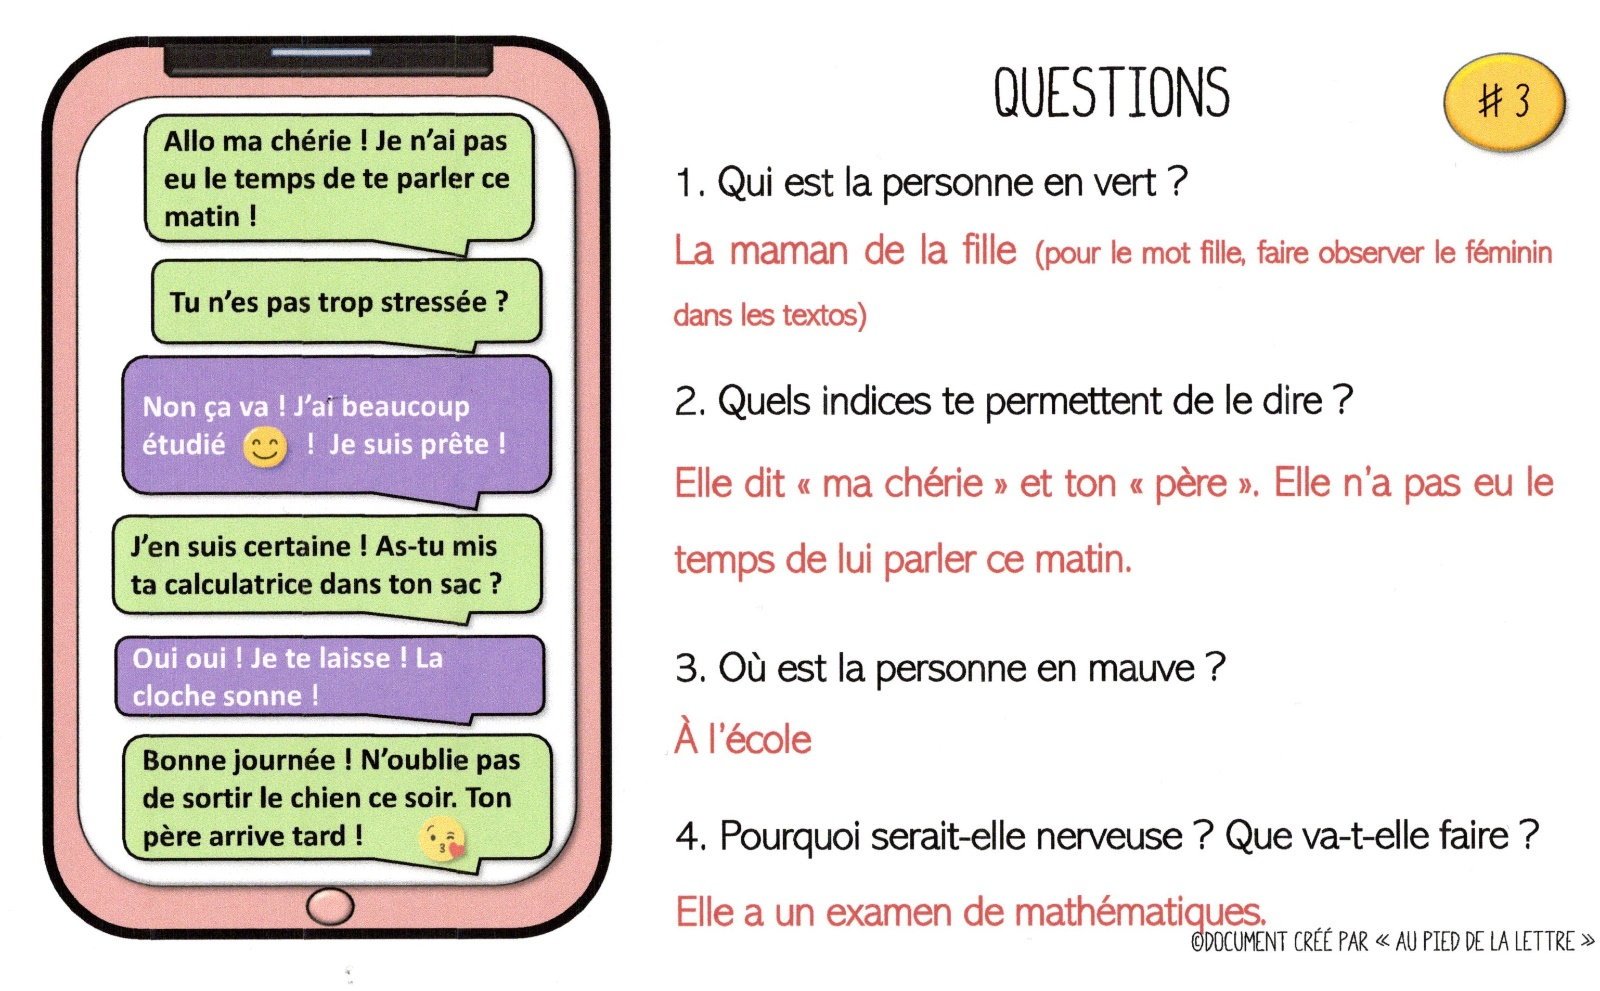 Allo ma chérie ! Je n'ai pas
eu le temps de te parler ce
matin !
Tu n'es pas trop stressée ?
Non ça va ! J'ai beaucoup
étudié 😊 ! Je suis prête !
J'en suis certaine ! As-tu mis
ta calculatrice dans ton sac ?
Oui oui ! Je te laisse ! La
cloche sonne !
Bonne journée ! N'oublie pas
de sortir le chien ce soir. Ton
père arrive tard ! 😘
QUESTIONS
# 3
1. Qui est la personne en vert ?
La maman de la fille (pour le mot fille, faire observer le féminin
dans les textos)
2. Quels indices te permettent de le dire ?
Elle dit « ma chérie » et ton « père ». Elle n'a pas eu le
temps de lui parler ce matin.
3. Où est la personne en mauve ?
À l'école
4. Pourquoi serait-elle nerveuse ? Que va-t-elle faire ?
Elle a un examen de mathématiques.
©DOCUMENT CRÉÉ PAR « AU PIED DE LA LETTRE »